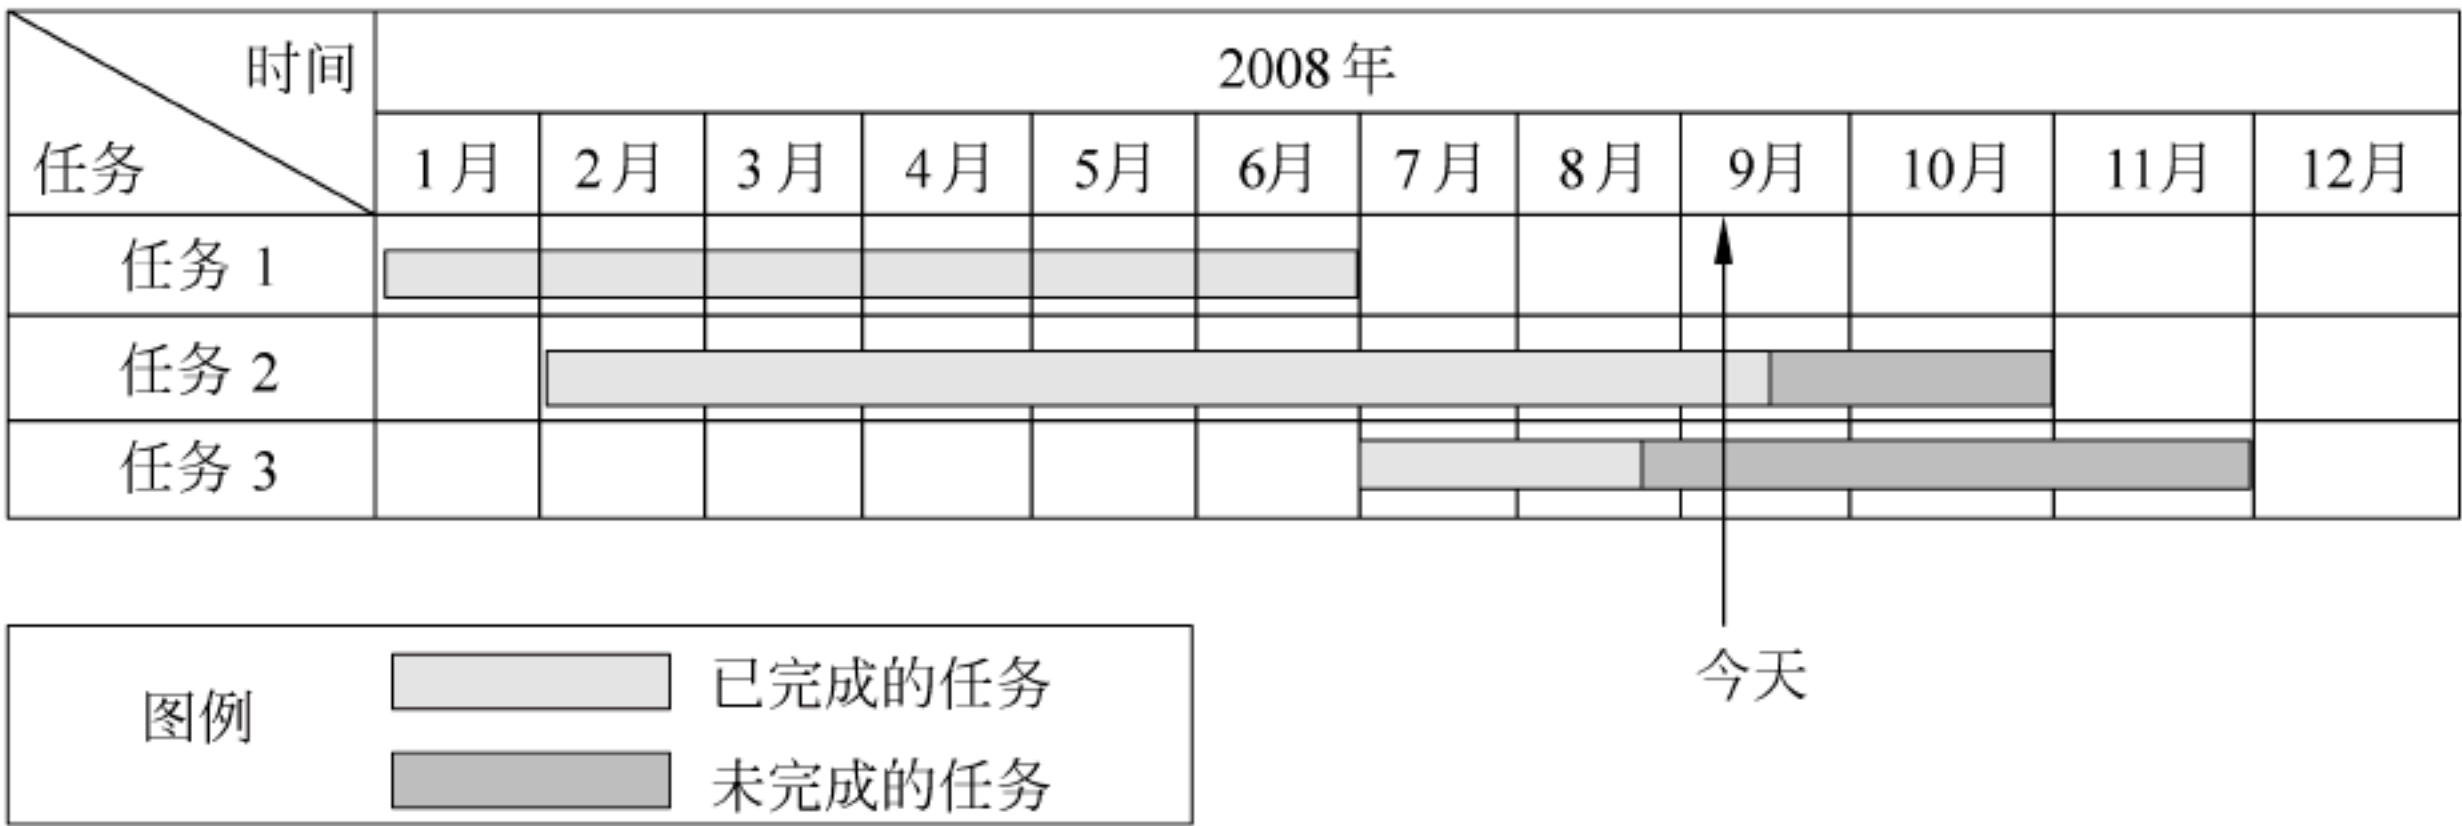 时间
2008年
任务
1月 2月 3月 4月 5月 6月 7月 8月 9月 10月 11月 12月
任务 1
任务 2
任务 3
今天
图例
已完成的任务
未完成的任务